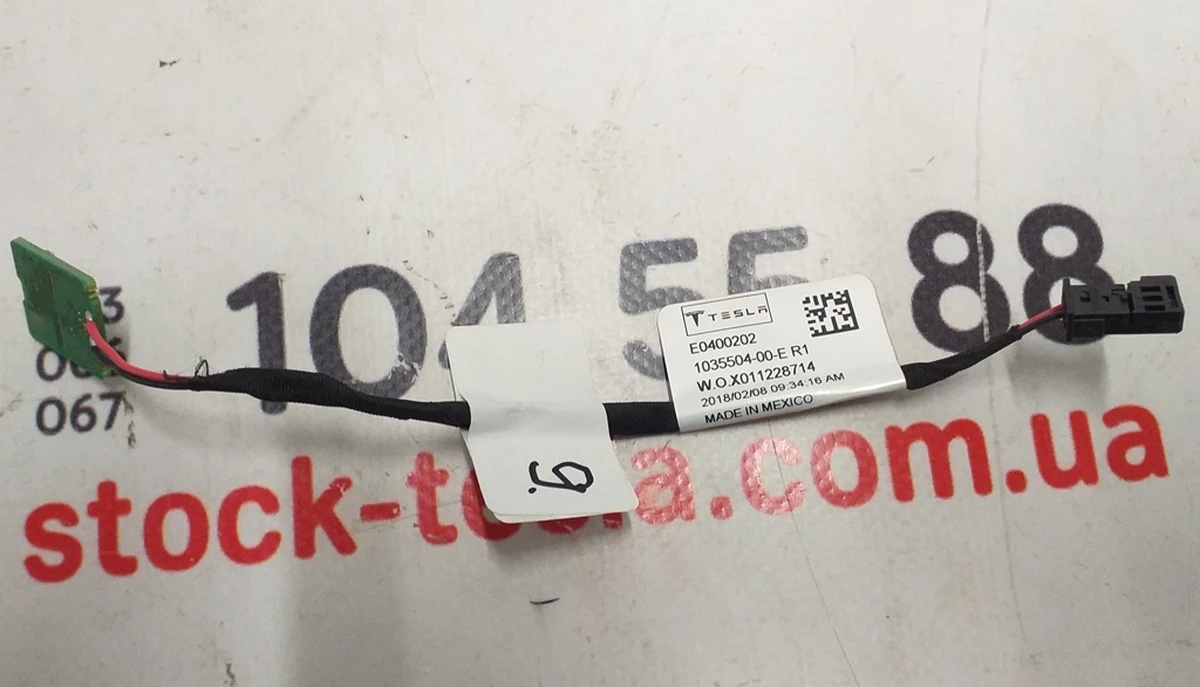 104 55 88
067
stock-tesla.com.ua
TESLA
E0400202
1035504-00-E R1
W.O.X011228714
2018/02/08 09:34:16 AM
MADE IN MEXICO
g.